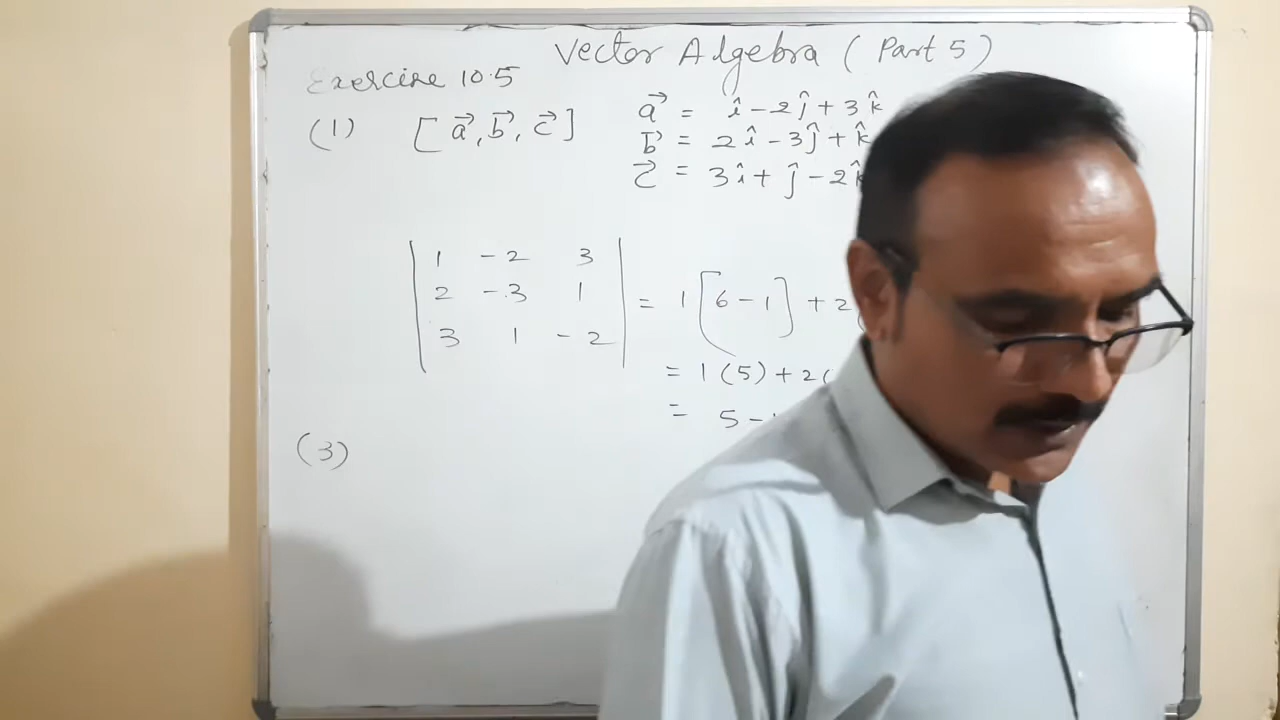 Vector Algebra ( Part 5 )
Exercise 10.5
(1) [ a⃗, b⃗, c⃗ ]
a⃗ = î - 2ĵ + 3k̂
b⃗ = 2î - 3ĵ + k̂
c⃗ = 3î + ĵ - 2k̂
| 1 -2 3 |
| 2 -3 1 | = 1 [ 6 - 1 ] + 2
| 3 1 -2 |
= 1 (5) + 2(
= 5 -
(3)